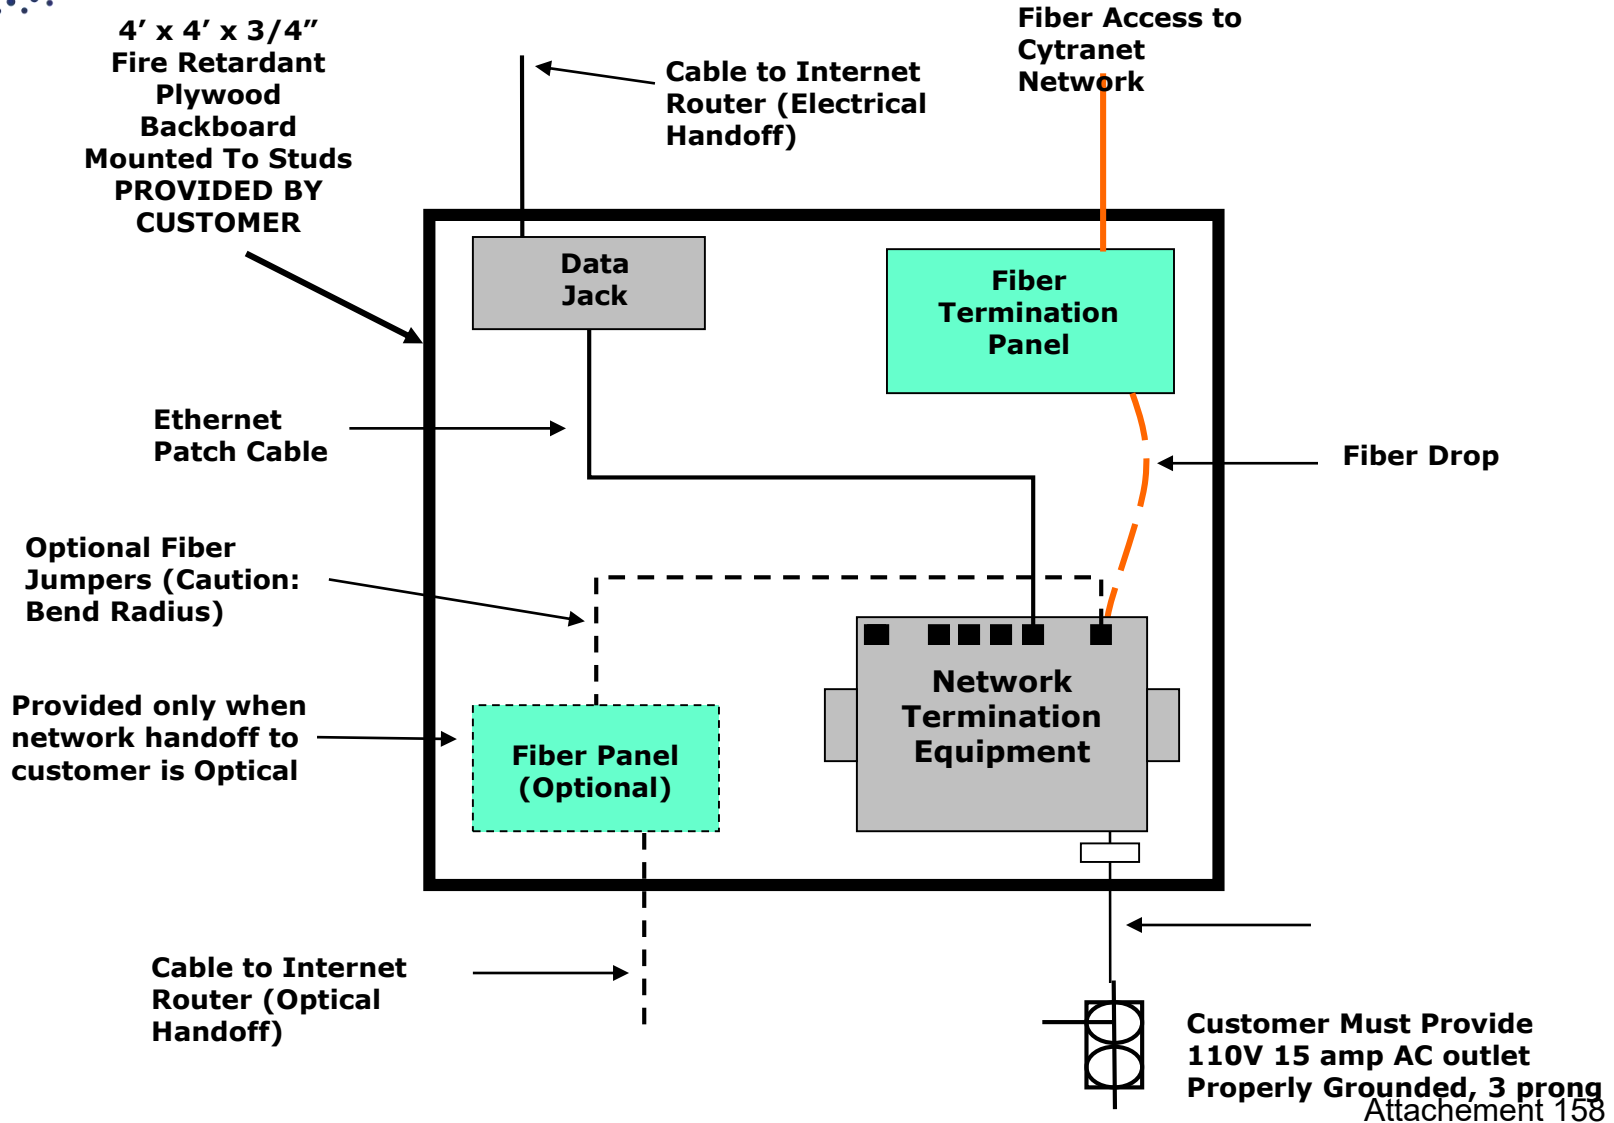 4’ x 4’ x 3/4”
Fire Retardant
Plywood
Backboard
Mounted To Studs
PROVIDED BY
CUSTOMER
Cable to Internet
Router (Electrical
Handoff)
Fiber Access to
Cytranet
Network
Data
Jack
Fiber
Termination
Panel
Ethernet
Patch Cable
Fiber Drop
Optional Fiber
Jumpers (Caution:
Bend Radius)
Provided only when
network handoff to
customer is Optical
Fiber Panel
(Optional)
Network
Termination
Equipment
Cable to Internet
Router (Optical
Handoff)
Customer Must Provide
110V 15 amp AC outlet
Properly Grounded, 3 prong
Attachement 158